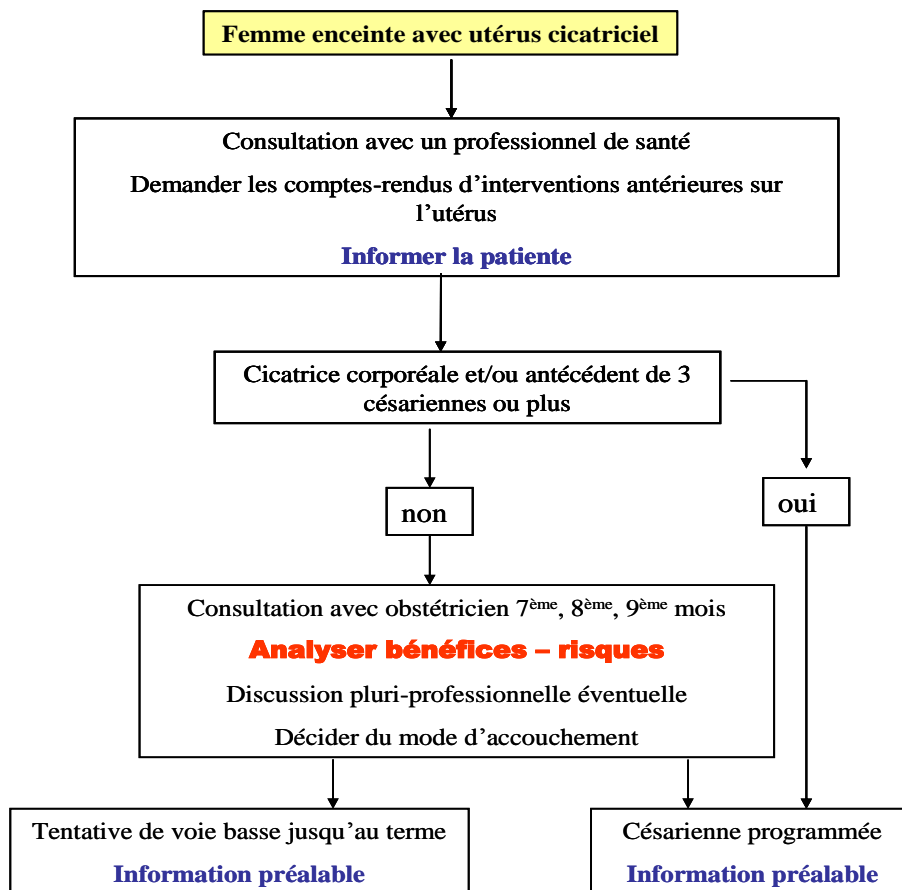 Femme enceinte avec utérus cicatriciel
Consultation avec un professionnel de santé
Demander les comptes-rendus d’interventions antérieures sur
l’utérus
Informer la patiente
Cicatrice corporéale et/ou antécédent de 3
césariennes ou plus
non
oui
Consultation avec obstétricien 7ème, 8ème, 9ème mois
Analyser bénéfices – risques
Discussion pluri-professionnelle éventuelle
Décider du mode d’accouchement
Tentative de voie basse jusqu’au terme
Information préalable
Césarienne programmée
Information préalable